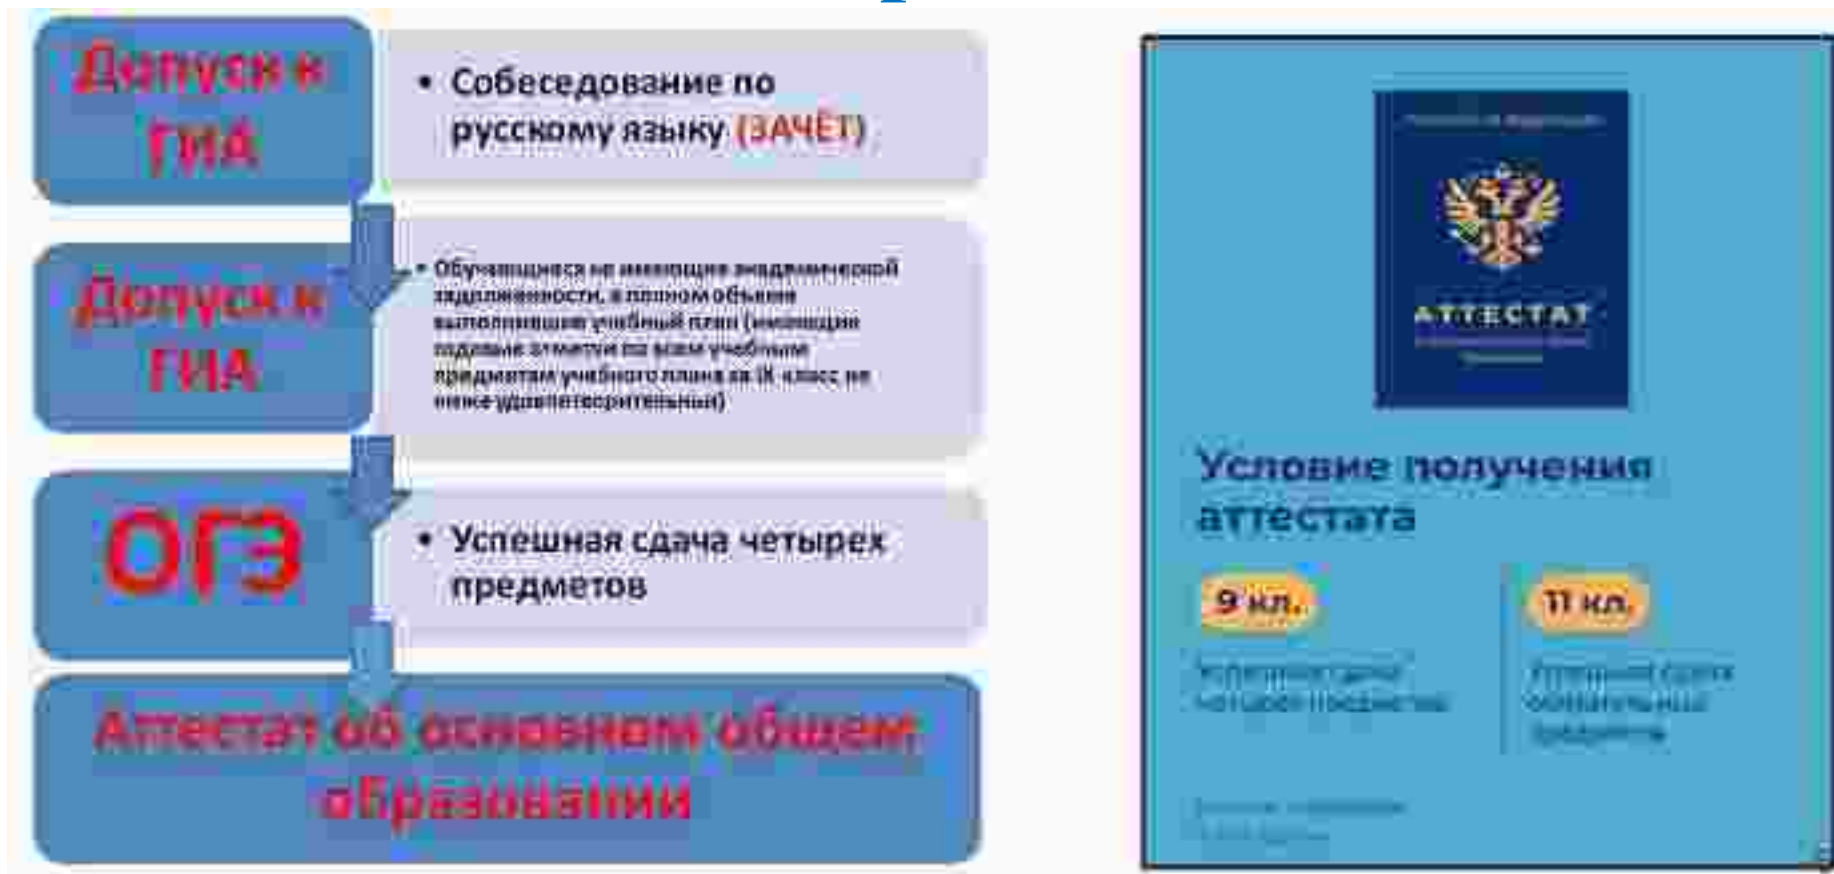 Допуск к
ГИА
• Собеседование по
русскому языку (ЗАЧЁТ)
Допуск к
ГИА
• Обучающиеся не имеющие академической
задолженности, в полном объеме
выполнившие учебный план (имеющие
годовые отметки по всем учебным
предметам учебного плана за IX класс не
ниже удовлетворительных)
ОГЭ
• Успешная сдача четырех
предметов
Аттестат об основном общем
образовании
АТТЕСТАТ
Условие получения
аттестата
9 кл.
Успешная сдача
четырех предметов
11 кл.
Успешная сдача
обязательных
предметов